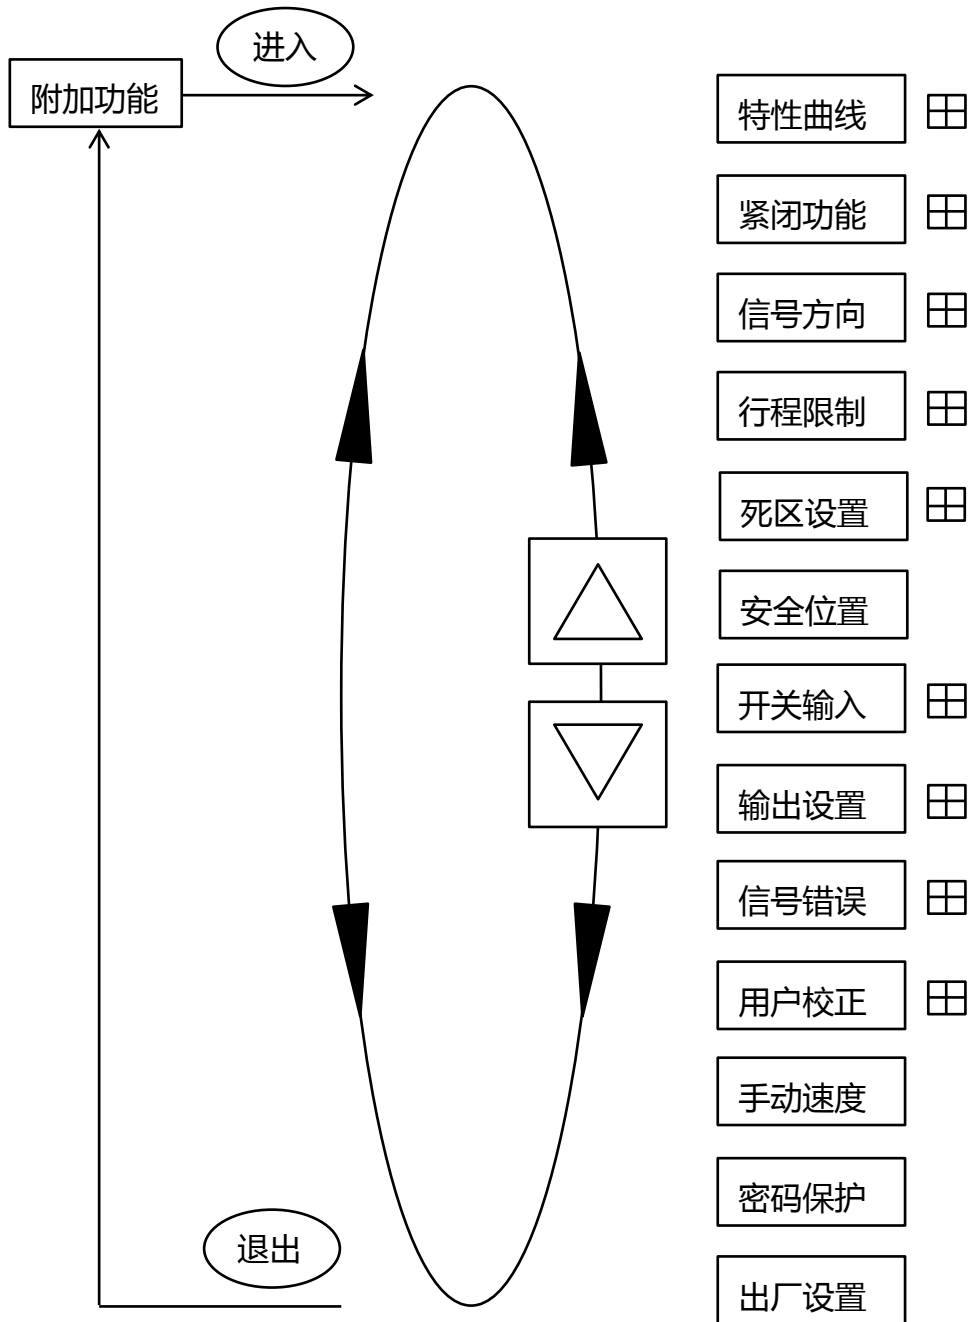 进入
附加功能
特性曲线
紧闭功能
信号方向
行程限制
死区设置
安全位置
开关输入
输出设置
信号错误
用户校正
手动速度
密码保护
退出
出厂设置